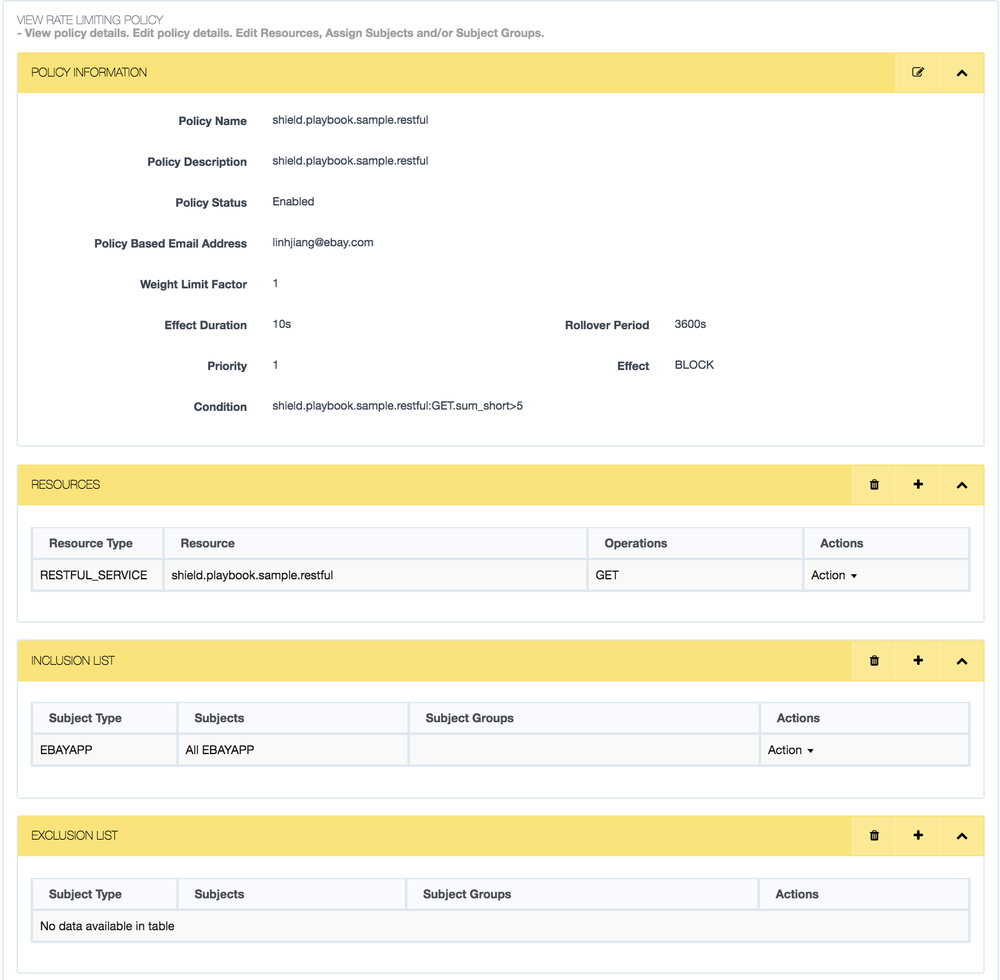 VIEW RATE LIMITING POLICY
- View policy details. Edit policy details. Edit Resources, Assign Subjects and/or Subject Groups.
POLICY INFORMATION
Policy Name shield.playbook.sample.restful
Policy Description shield.playbook.sample.restful
Policy Status Enabled
Policy Based Email Address linhjiang@ebay.com
Weight Limit Factor 1
Effect Duration 10s Rollover Period 3600s
Priority 1 Effect BLOCK
Condition shield.playbook.sample.restful:GET.sum_short>5
RESOURCES
Resource Type Resource Operations Actions
RESTFUL_SERVICE shield.playbook.sample.restful GET Action
INCLUSION LIST
Subject Type Subjects Subject Groups Actions
EBAYAPP All EBAYAPP Action
EXCLUSION LIST
Subject Type Subjects Subject Groups Actions
No data available in table